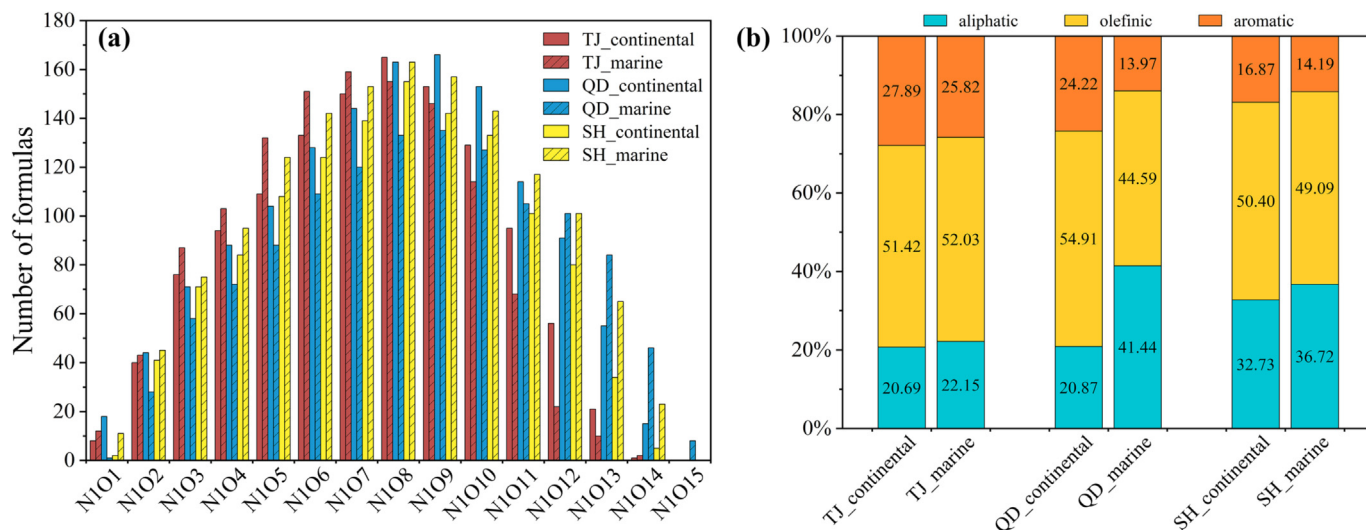 (a)
Number of formulas
180
160
140
120
100
80
60
40
20
0
TJ_continental
TJ_marine
QD_continental
QD_marine
SH_continental
SH_marine
N1O1
N1O2
N1O3
N1O4
N1O5
N1O6
N1O7
N1O8
N1O9
N1O10
N1O11
N1O12
N1O13
N1O14
N1O15
(b)
aliphatic olefinic aromatic
100%
80%
60%
40%
20%
0%
27.89 25.82 24.22 13.97 16.87 14.19
51.42 52.03 54.91 44.59 50.40 49.09
20.69 22.15 20.87 41.44 32.73 36.72
TJ_continental
TJ_marine
QD_continental
QD_marine
SH_continental
SH_marine